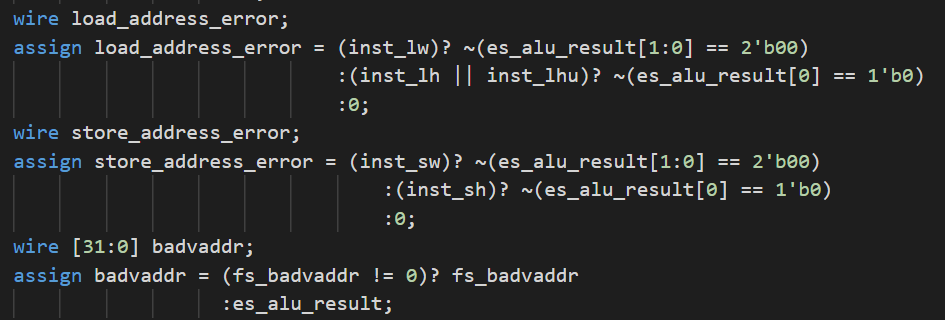 wire load_address_error;
assign load_address_error = (inst_lw)? ~(es_alu_result[1:0] == 2'b00)
:(inst_lh || inst_lhu)? ~(es_alu_result[0] == 1'b0)
:0;
wire store_address_error;
assign store_address_error = (inst_sw)? ~(es_alu_result[1:0] == 2'b00)
:(inst_sh)? ~(es_alu_result[0] == 1'b0)
:0;
wire [31:0] badvaddr;
assign badvaddr = (fs_badvaddr != 0)? fs_badvaddr
:es_alu_result;